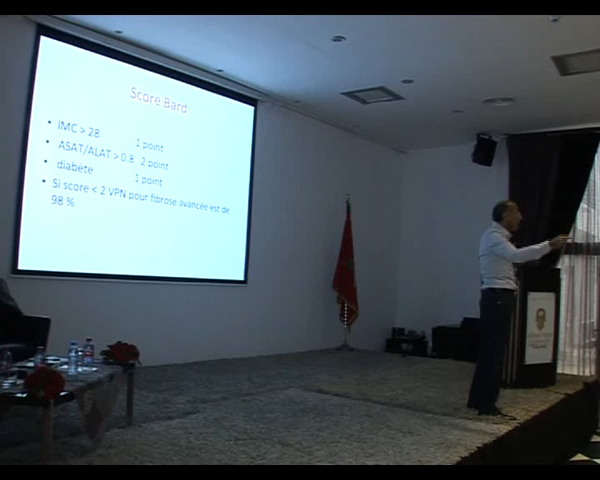 Score Bard
• IMC > 28 1 point
• ASAT/ALAT > 0.8 2 point
• diabète 1 point
• Si score < 2 VPN pour fibrose avancée est de
98 %